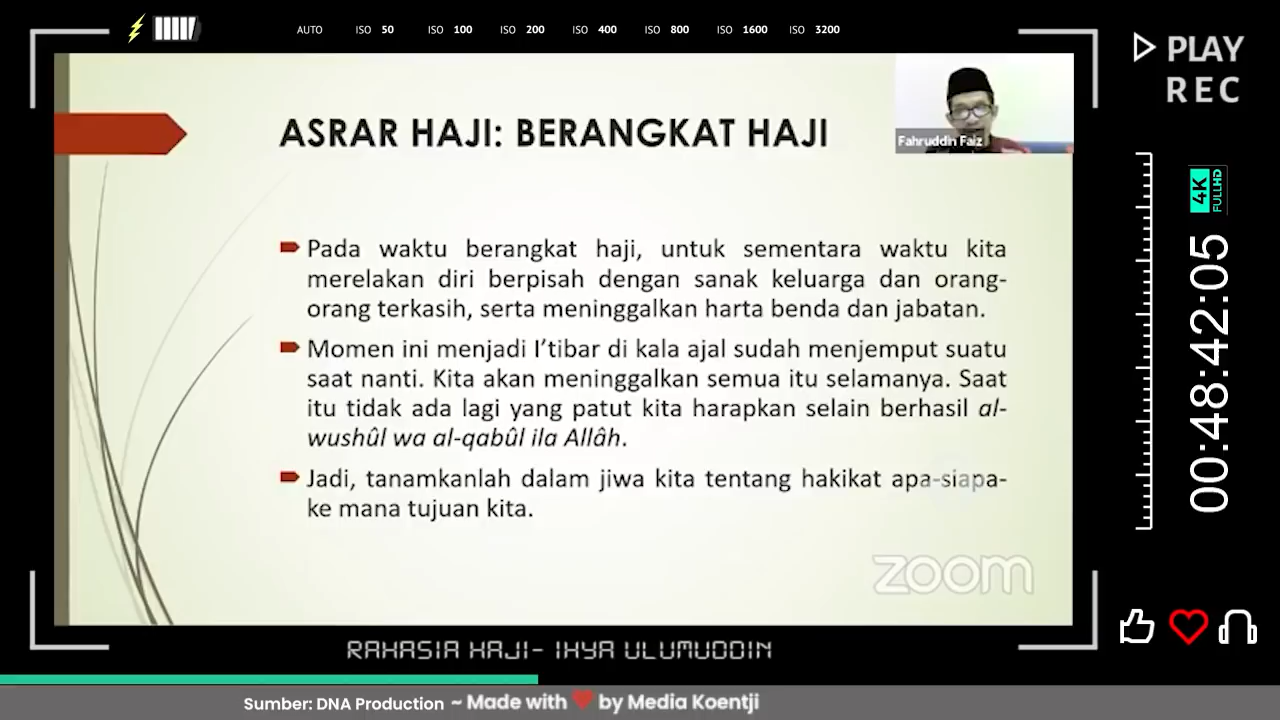 AUTO ISO 50 ISO 100 ISO 200 ISO 400 ISO 800 ISO 1600 ISO 3200
PLAY
REC
ASRAR HAJI: BERANGKAT HAJI
Fahruddin Faiz
Pada waktu berangkat haji, untuk sementara waktu kita
merelakan diri berpisah dengan sanak keluarga dan orang-
orang terkasih, serta meninggalkan harta benda dan jabatan.
Momen ini menjadi I’tibar di kala ajal sudah menjemput suatu
saat nanti. Kita akan meninggalkan semua itu selamanya. Saat
itu tidak ada lagi yang patut kita harapkan selain berhasil al-
wushûl wa al-qabûl ila Allâh.
Jadi, tanamkanlah dalam jiwa kita tentang hakikat apa-siapa-
ke mana tujuan kita.
zoom
4K
FULLHD
00:48:42:05
RAHASIA HAJI- IHYA ULUMUDDIN
Sumber: DNA Production ~ Made with ❤ by Media Koentji